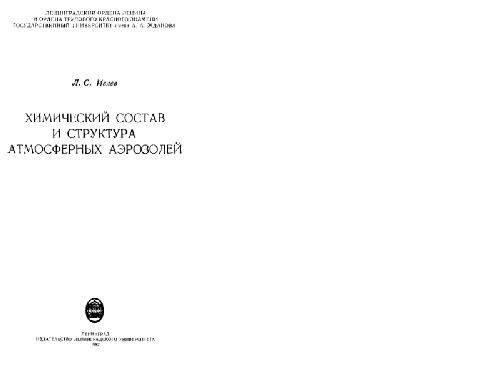 ЛЕНИНГРАДСКИЙ ОРДЕНА ЛЕНИНА
И ОРДЕНА ТРУДОВОГО КРАСНОГО ЗНАМЕНИ
ГОСУДАРСТВЕННЫЙ УНИВЕРСИТЕТ имени А. А. ЖДАНОВА
Л. С. Ивлев
ХИМИЧЕСКИЙ СОСТАВ
И СТРУКТУРА
АТМОСФЕРНЫХ АЭРОЗОЛЕЙ
ЛЕНИНГРАД
ИЗДАТЕЛЬСТВО ЛЕНИНГРАДСКОГО УНИВЕРСИТЕТА